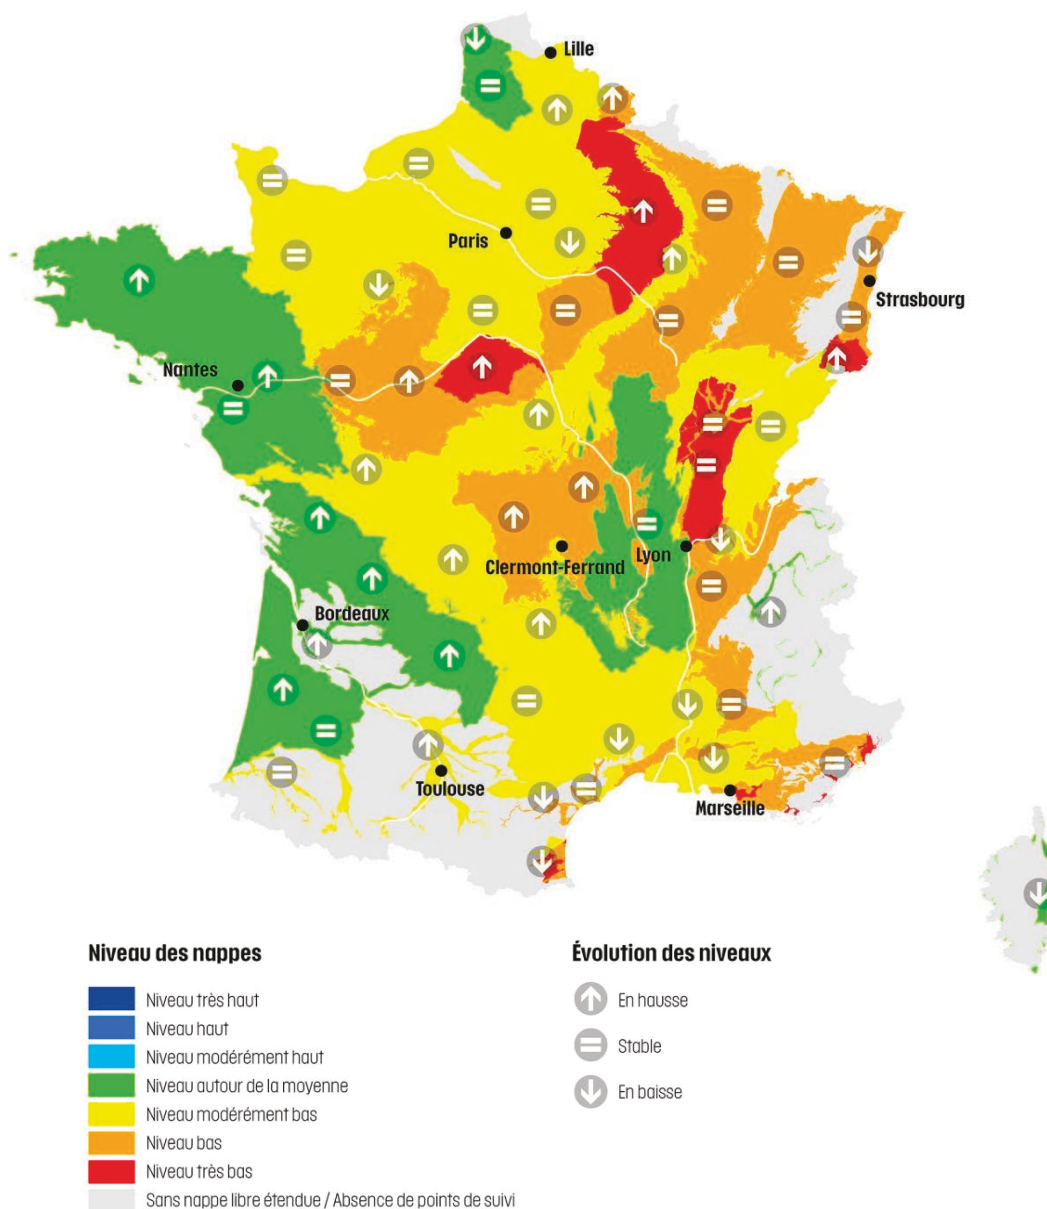 Lille
Paris
Strasbourg
Nantes
Clermont-Ferrand
Lyon
Bordeaux
Toulouse
Marseille
Niveau des nappes
Niveau très haut
Niveau haut
Niveau modérément haut
Niveau autour de la moyenne
Niveau modérément bas
Niveau bas
Niveau très bas
Sans nappe libre étendue / Absence de points de suivi
Évolution des niveaux
En hausse
Stable
En baisse